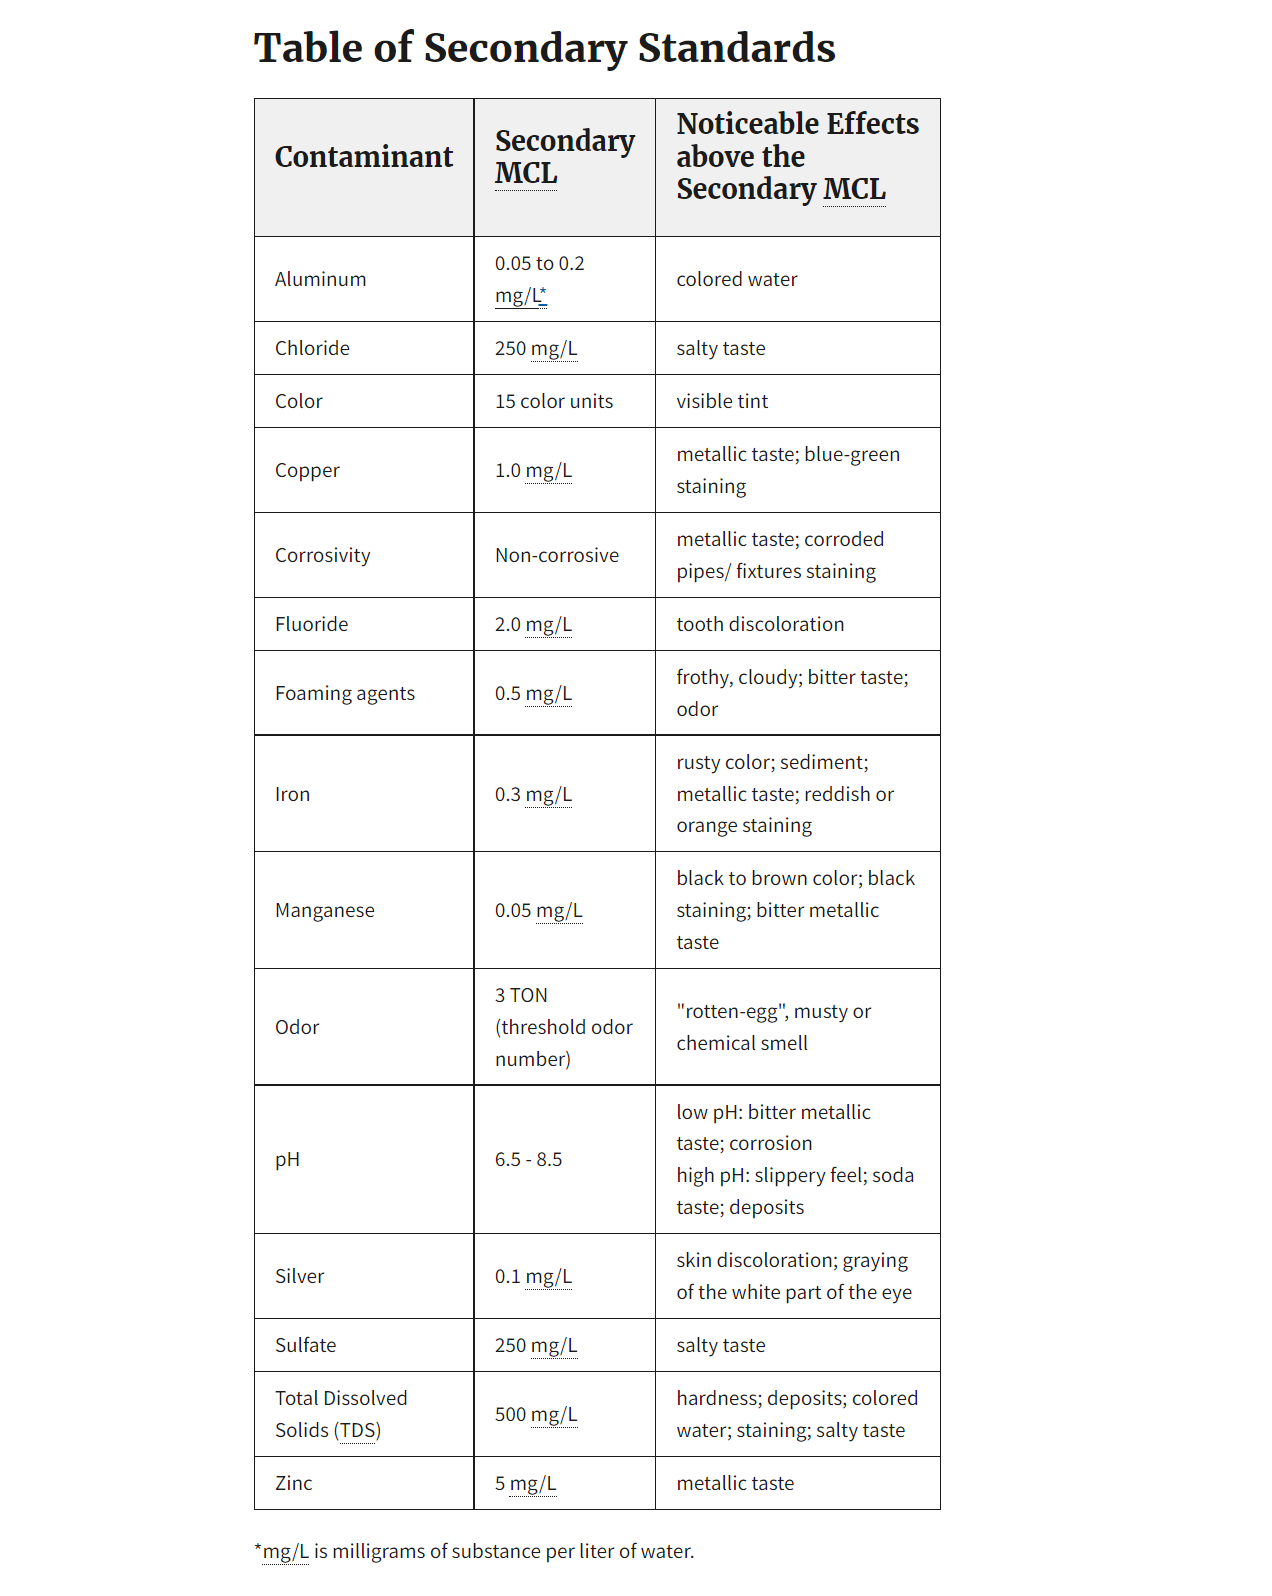 Table of Secondary Standards
Contaminant
Secondary
MCL
Noticeable Effects
above the
Secondary MCL
Aluminum
0.05 to 0.2
mg/L*
colored water
Chloride
250 mg/L
salty taste
Color
15 color units
visible tint
Copper
1.0 mg/L
metallic taste; blue-green
staining
Corrosivity
Non-corrosive
metallic taste; corroded
pipes/ fixtures staining
Fluoride
2.0 mg/L
tooth discoloration
Foaming agents
0.5 mg/L
frothy, cloudy; bitter taste;
odor
Iron
0.3 mg/L
rusty color; sediment;
metallic taste; reddish or
orange staining
Manganese
0.05 mg/L
black to brown color; black
staining; bitter metallic
taste
Odor
3 TON
(threshold odor
number)
"rotten-egg", musty or
chemical smell
pH
6.5 - 8.5
low pH: bitter metallic
taste; corrosion
high pH: slippery feel; soda
taste; deposits
Silver
0.1 mg/L
skin discoloration; graying
of the white part of the eye
Sulfate
250 mg/L
salty taste
Total Dissolved
Solids (TDS)
500 mg/L
hardness; deposits; colored
water; staining; salty taste
Zinc
5 mg/L
metallic taste
*mg/L is milligrams of substance per liter of water.